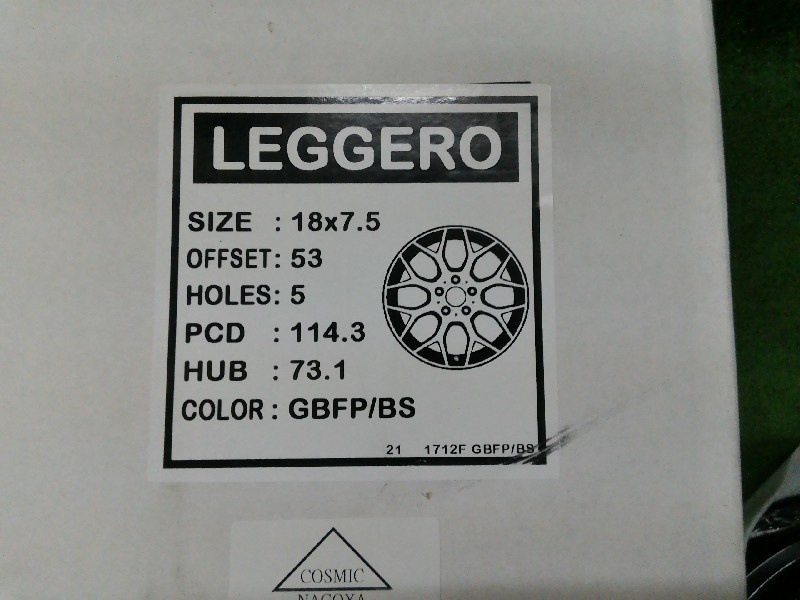 LEGGERO
SIZE : 18x7.5
OFFSET: 53
HOLES: 5
PCD : 114.3
HUB : 73.1
COLOR : GBFP/BS
21 1712F GBFP/BS
COSMIC
NAGOYA